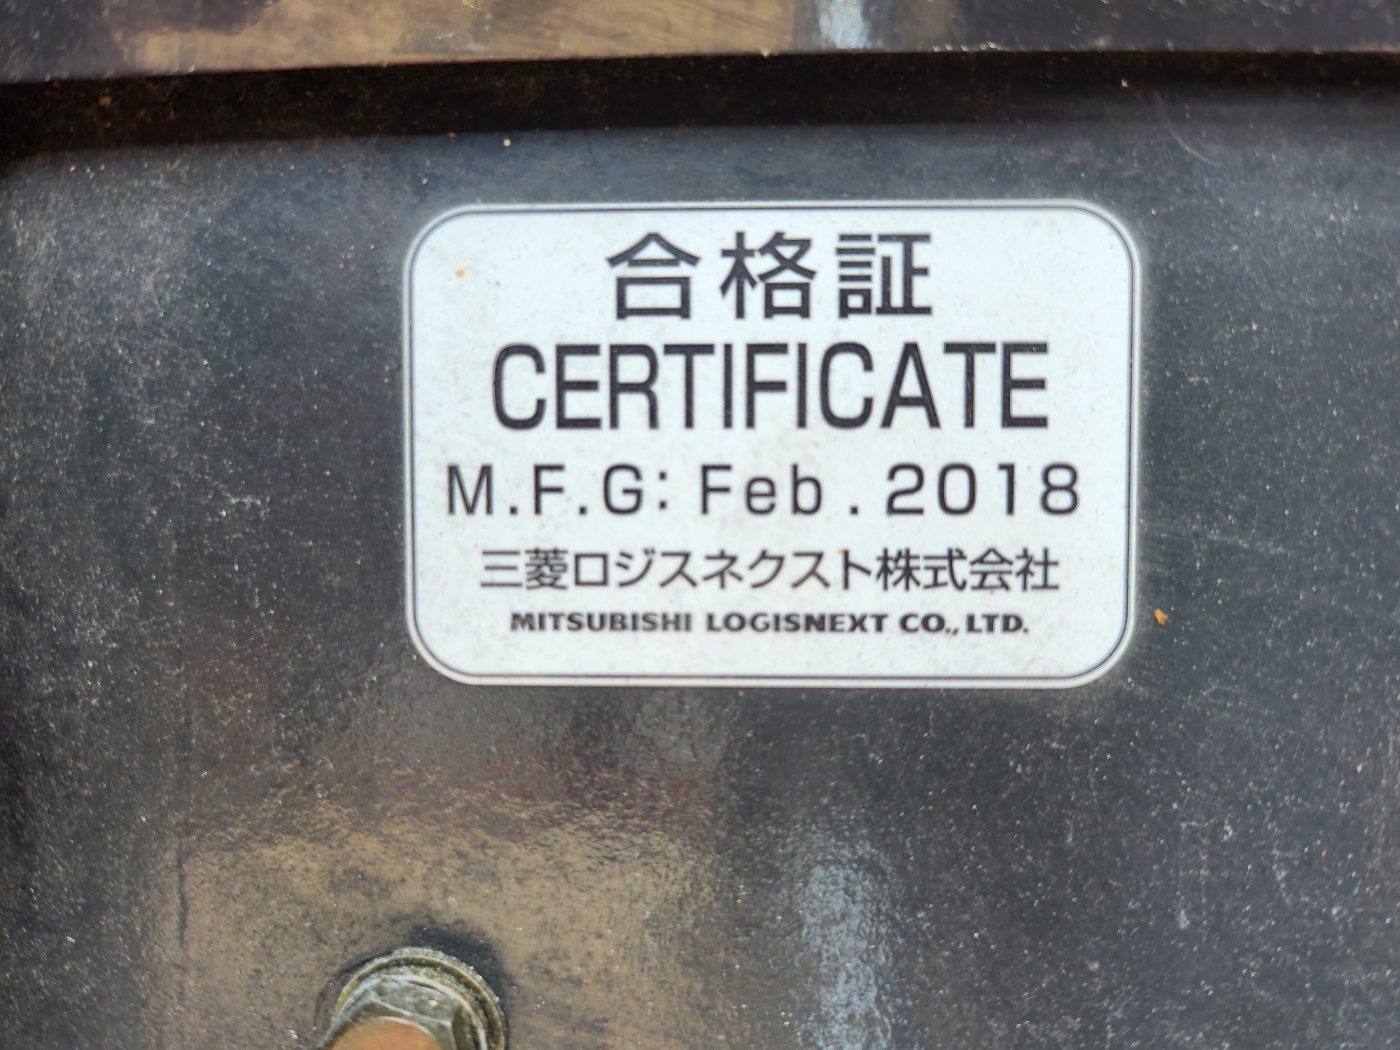 合格証
CERTIFICATE
M.F.G: Feb. 2018
三菱ロジスネクスト株式会社
MITSUBISHI LOGISNEXT CO., LTD.